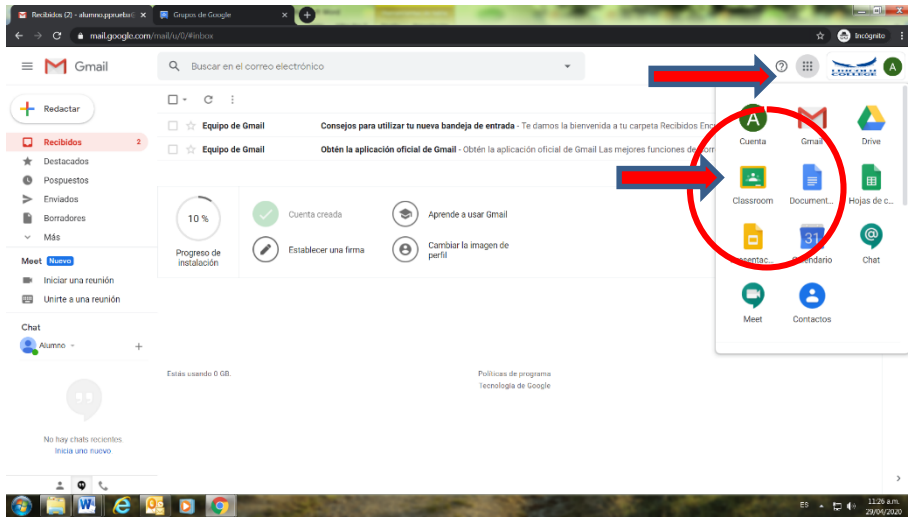 Recibidos (2) - alumno.pprueba@
Grupos de Google
mail.google.com/mail/u/0/#inbox
Incógnito
Gmail
Buscar en el correo electrónico
LINCOLN
COLLEGE
A
Redactar
Recibidos 2
Destacados
Pospuestos
Enviados
Borradores
Más
Meet Nuevo
Iniciar una reunión
Unirte a una reunión
Chat
Alumno
No hay chats recientes
Inicia uno nuevo
Equipo de Gmail Consejos para utilizar tu nueva bandeja de entrada - Te damos la bienvenida a tu carpeta Recibidos
Equipo de Gmail Obtén la aplicación oficial de Gmail - Obtén la aplicación oficial de Gmail Las mejores funciones de
10 %
Progreso de
instalación
Cuenta creada
Aprende a usar Gmail
Establecer una firma
Cambiar la imagen de
perfil
Estás usando 0 GB.
Políticas de programa
Tecnología de Google
A
Cuenta
Gmail
Drive
Classroom
Document...
Hojas de c...
31
Calendario
Chat
Meet
Contactos
ES
11:26 a.m.
29/04/2020